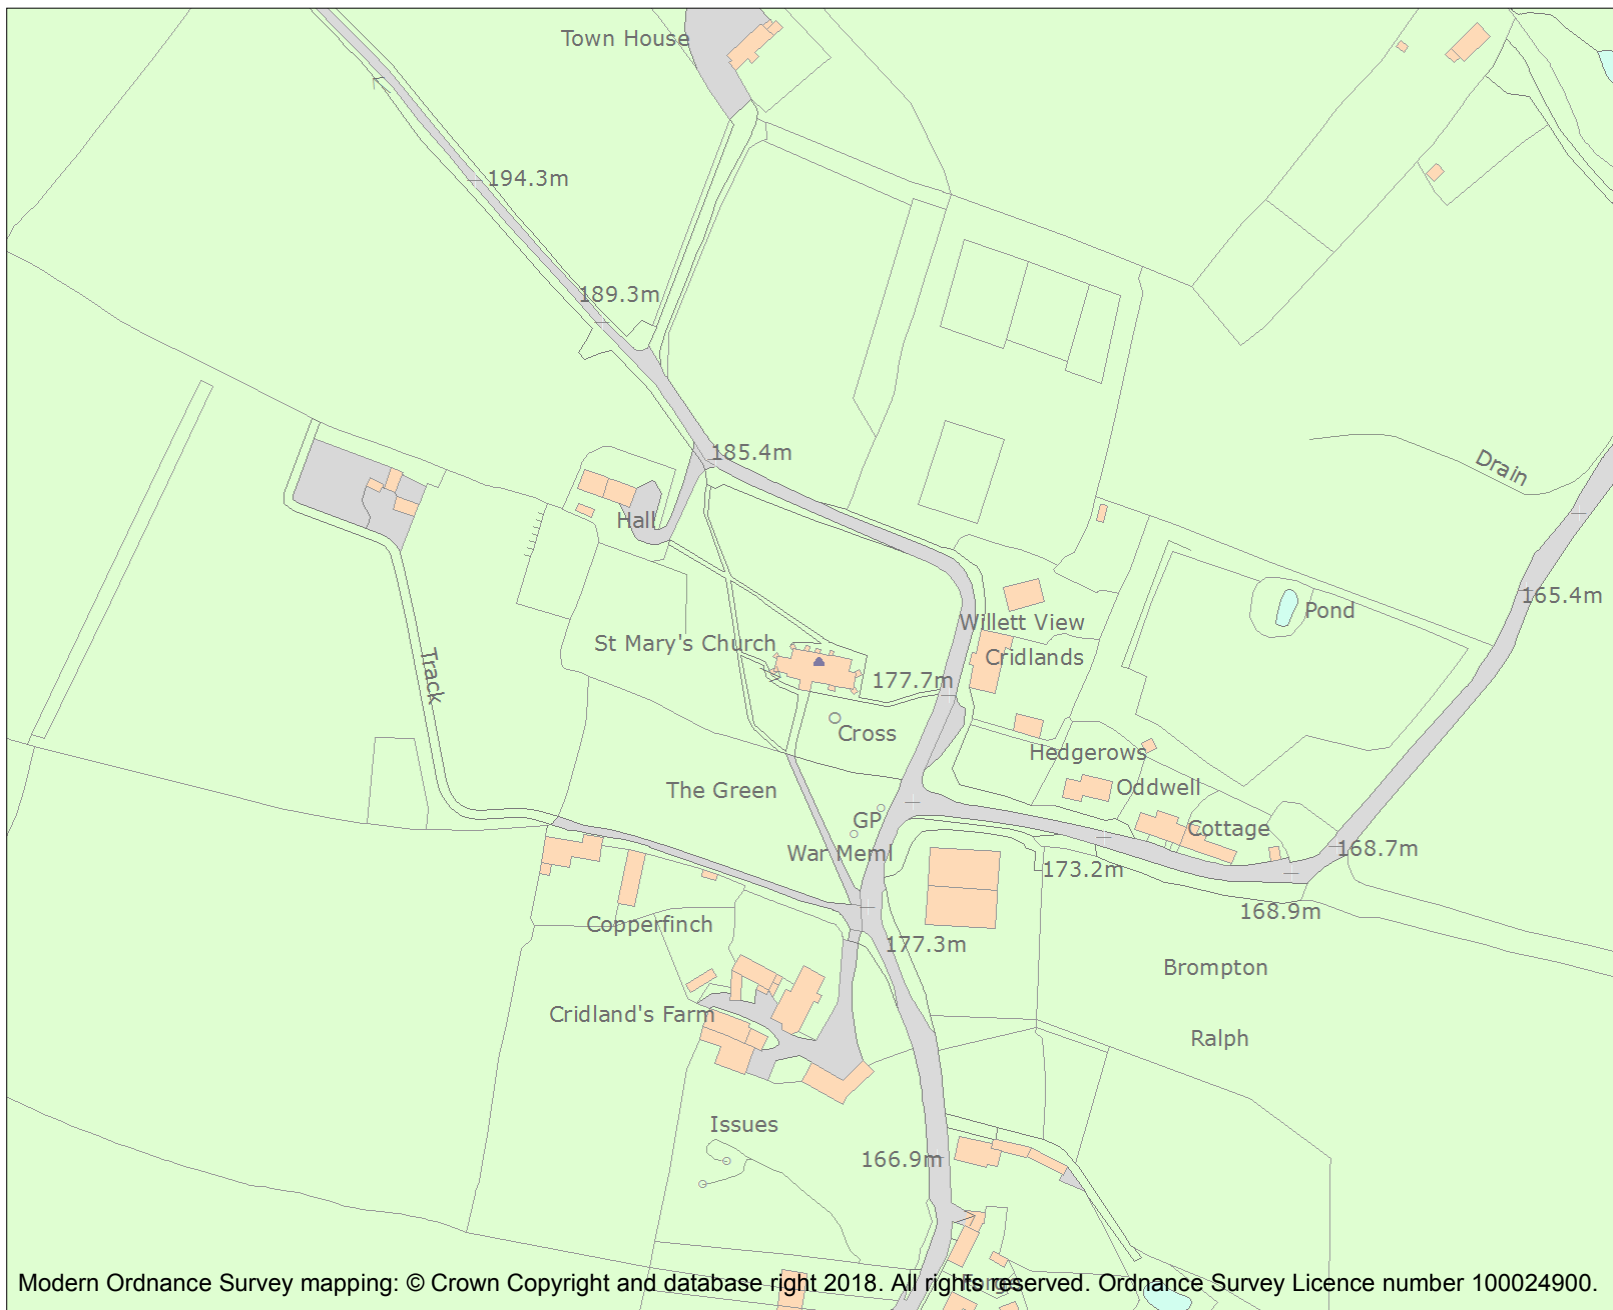 Town House
194.3m
189.3m
185.4m
Drain
Hall
165.4m
Pond
Willett View
St Mary's Church
Cridlands
Track
177.7m
Cross
Hedgerows
The Green
Oddwell
GP
Cottage
War Meml
168.7m
173.2m
168.9m
Copperfinch
177.3m
Brompton
Cridland's Farm
Ralph
Issues
166.9m
Forge
Modern Ordnance Survey mapping: © Crown Copyright and database right 2018. All rights reserved. Ordnance Survey Licence number 100024900.